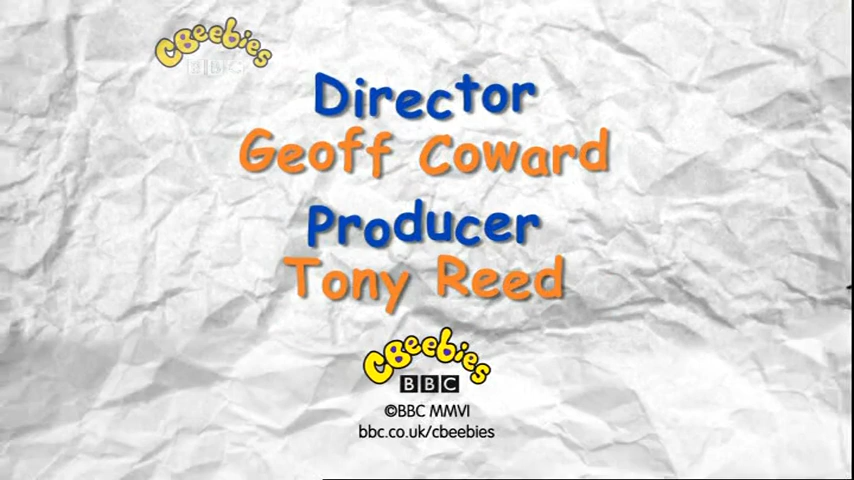 CBeebies
BBC
Director
Geoff Coward
Producer
Tony Reed
CBeebies
BBC
©BBC MMVI
bbc.co.uk/cbeebies